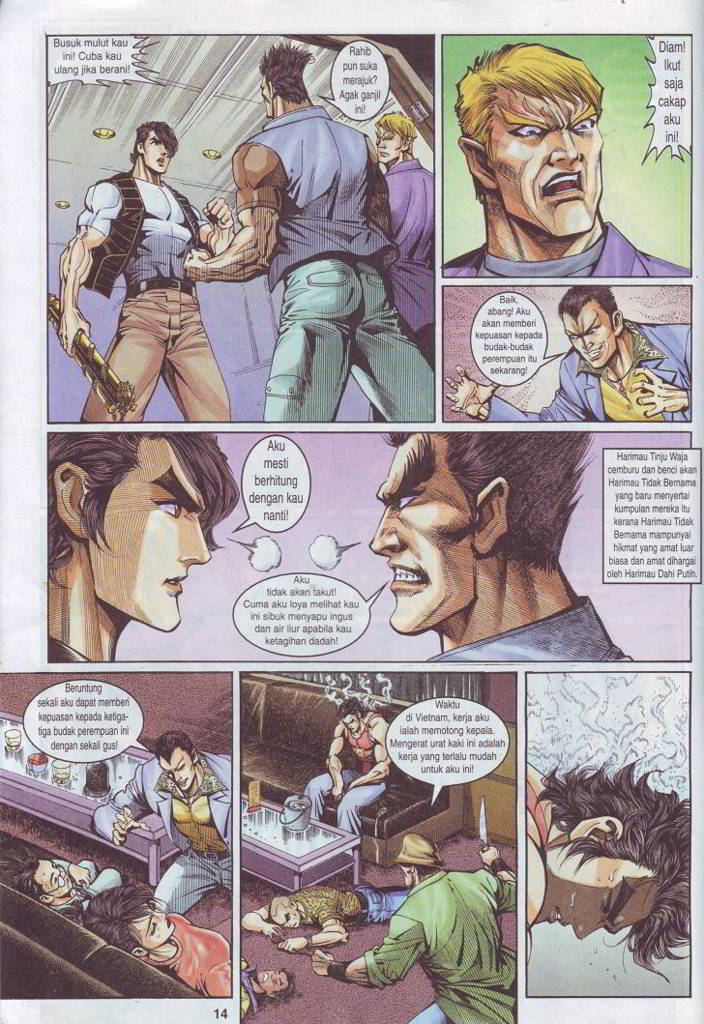 Busuk mulut kau
ini! Cuba kau
ulang jika berani!
Rahib
pun suka
merajuk?
Agak ganjil
ini!
Diam!
Ikut
saja
cakap
aku
ini!
Baik,
abang! Aku
akan memberi
kepuasan kepada
budak-budak
perempuan itu
sekarang!
Aku
mesti
berhitung
dengan kau
nanti!
Aku
tidak akan takut!
Cuma aku loya melihat kau
ini sibuk menyapu ingus
dan air liur apabila kau
ketagihan dadah!
Harimau Tinju Waja
cemburu dan benci akan
Harimau Tidak Bernama
yang baru menyertai
kumpulan mereka itu
kerana Harimau Tidak
Bernama mempunyai
hikmat yang amat luar
biasa dan amat dihargai
oleh Harimau Dahi Putih.
Beruntung
sekali aku dapat memberi
kepuasan kepada ketiga-
tiga budak perempuan ini
dengan sekali gus!
Waktu
di Vietnam, kerja aku
ialah memotong kepala.
Mengerat urat kaki ini adalah
kerja yang terlalu mudah
untuk aku ini!
14